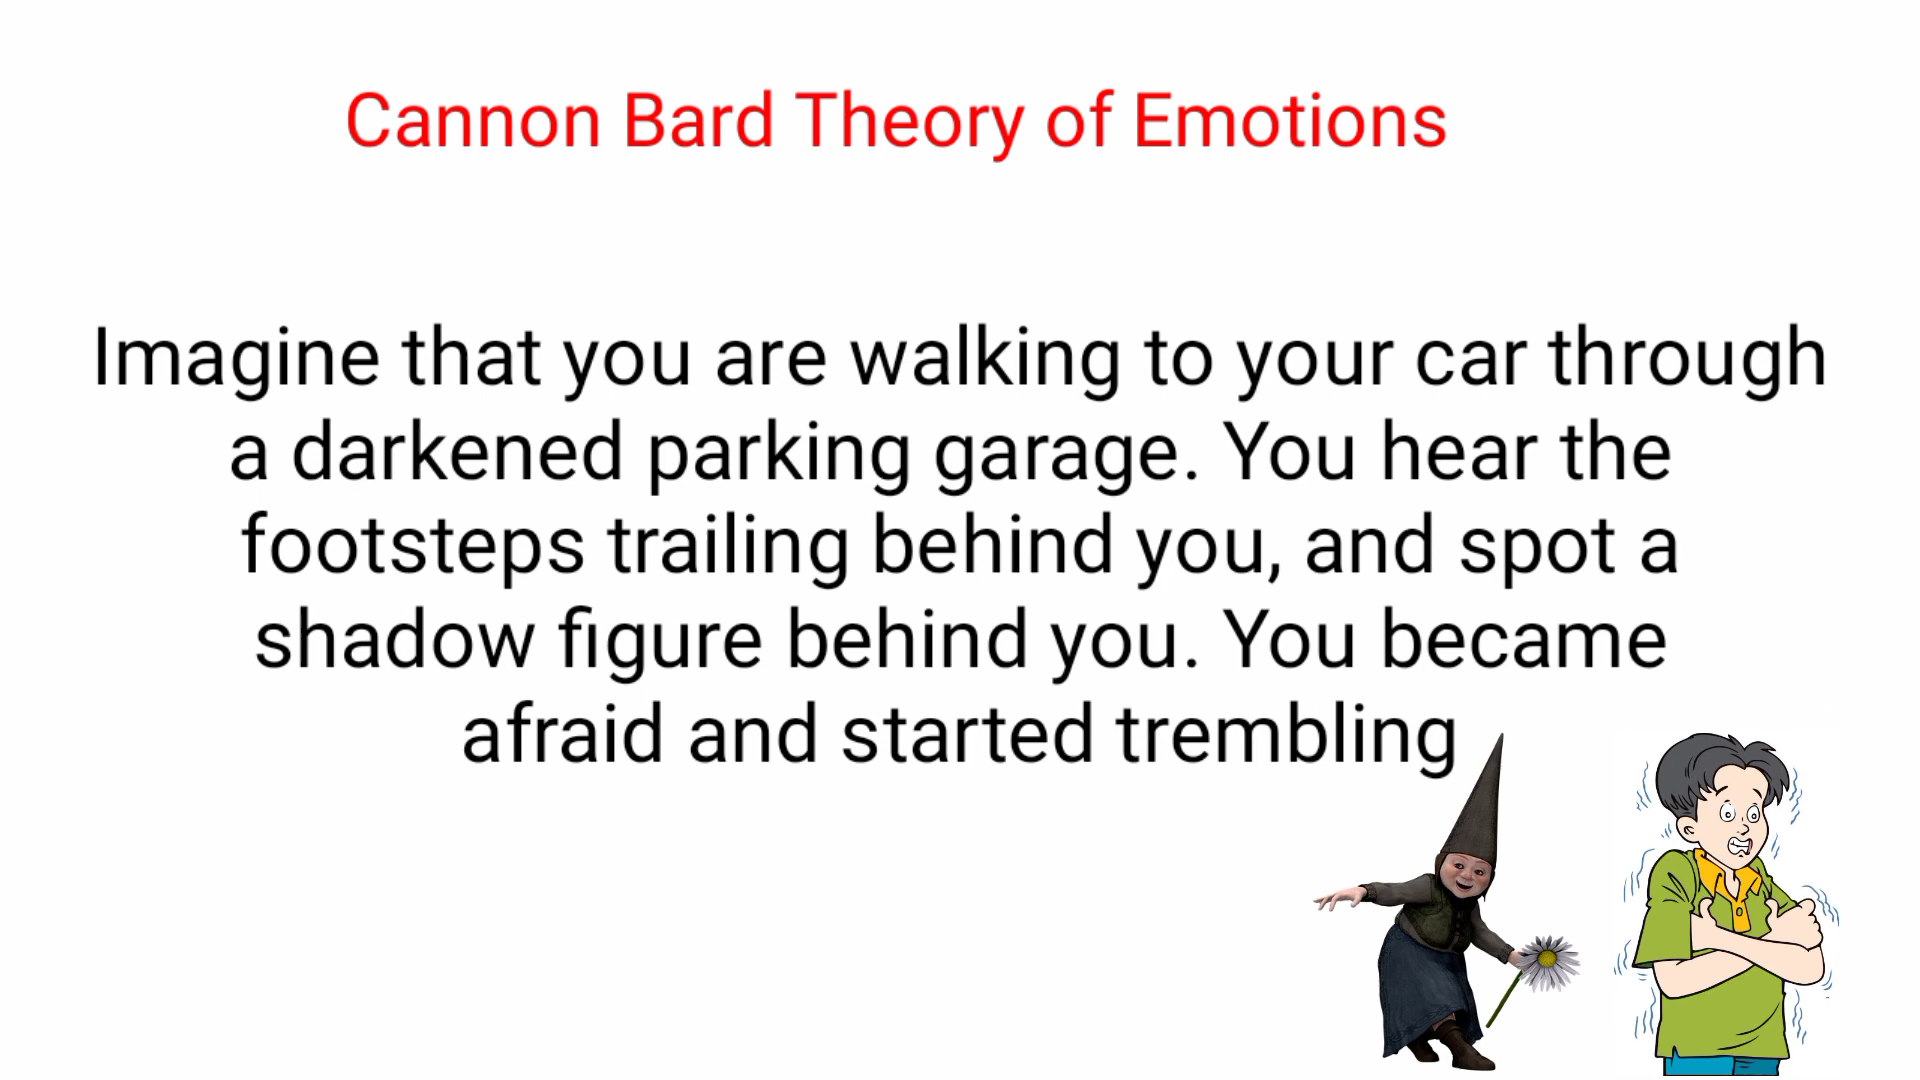 Cannon Bard Theory of Emotions
Imagine that you are walking to your car through
a darkened parking garage. You hear the
footsteps trailing behind you, and spot a
shadow figure behind you. You became
afraid and started trembling